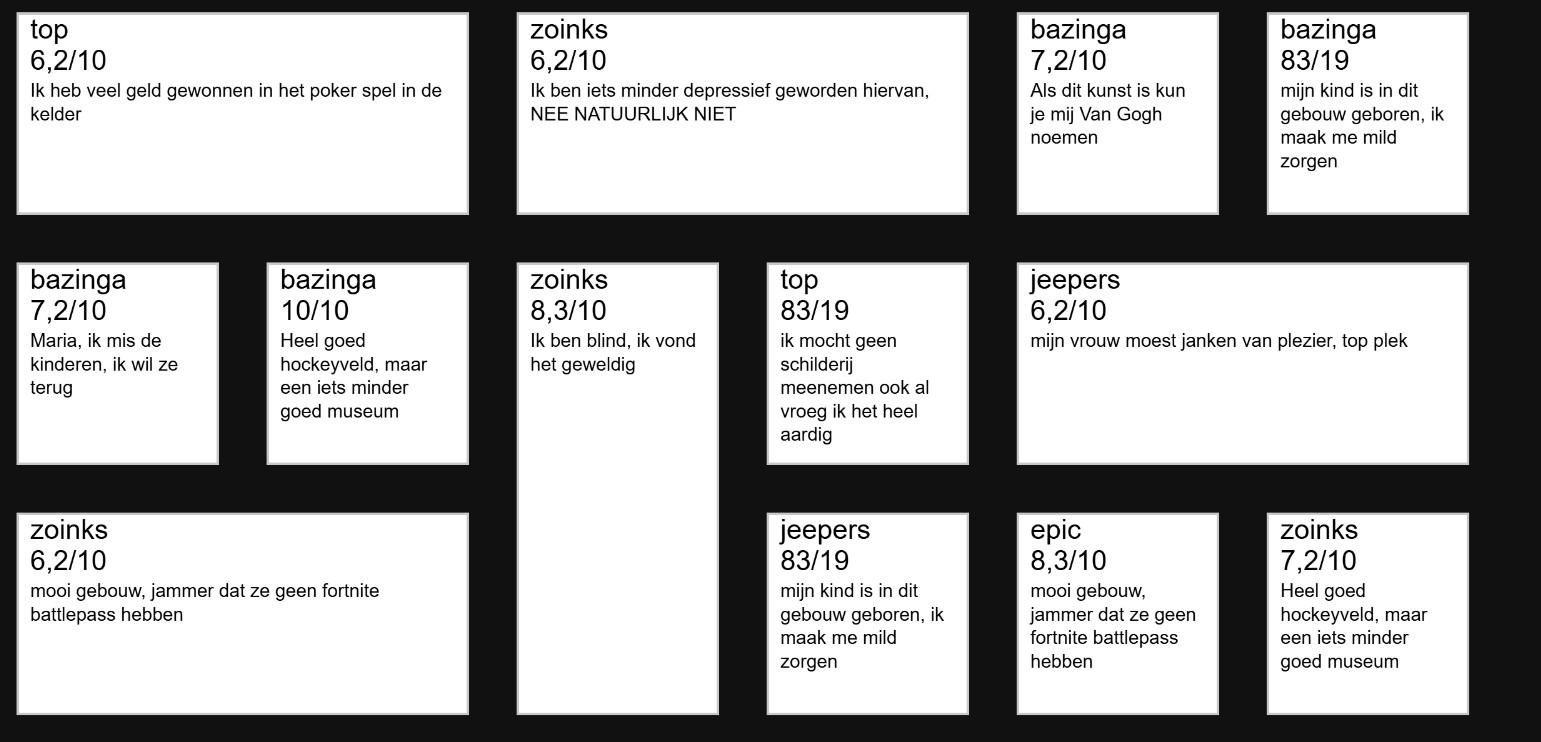 top
6,2/10
Ik heb veel geld gewonnen in het poker spel in de
kelder
zoinks
6,2/10
Ik ben iets minder depressief geworden hiervan,
NEE NATUURLIJK NIET
bazinga
7,2/10
Als dit kunst is kun
je mij Van Gogh
noemen
bazinga
83/19
mijn kind is in dit
gebouw geboren, ik
maak me mild
zorgen
bazinga
7,2/10
Maria, ik mis de
kinderen, ik wil ze
terug
bazinga
10/10
Heel goed
hockeyveld, maar
een iets minder
goed museum
zoinks
8,3/10
Ik ben blind, ik vond
het geweldig
top
83/19
ik mocht geen
schilderij
meenemen ook al
vroeg ik het heel
aardig
jeepers
6,2/10
mijn vrouw moest janken van plezier, top plek
zoinks
6,2/10
mooi gebouw, jammer dat ze geen fortnite
battlepass hebben
jeepers
83/19
mijn kind is in dit
gebouw geboren, ik
maak me mild
zorgen
epic
8,3/10
mooi gebouw,
jammer dat ze geen
fortnite battlepass
hebben
zoinks
7,2/10
Heel goed
hockeyveld, maar
een iets minder
goed museum